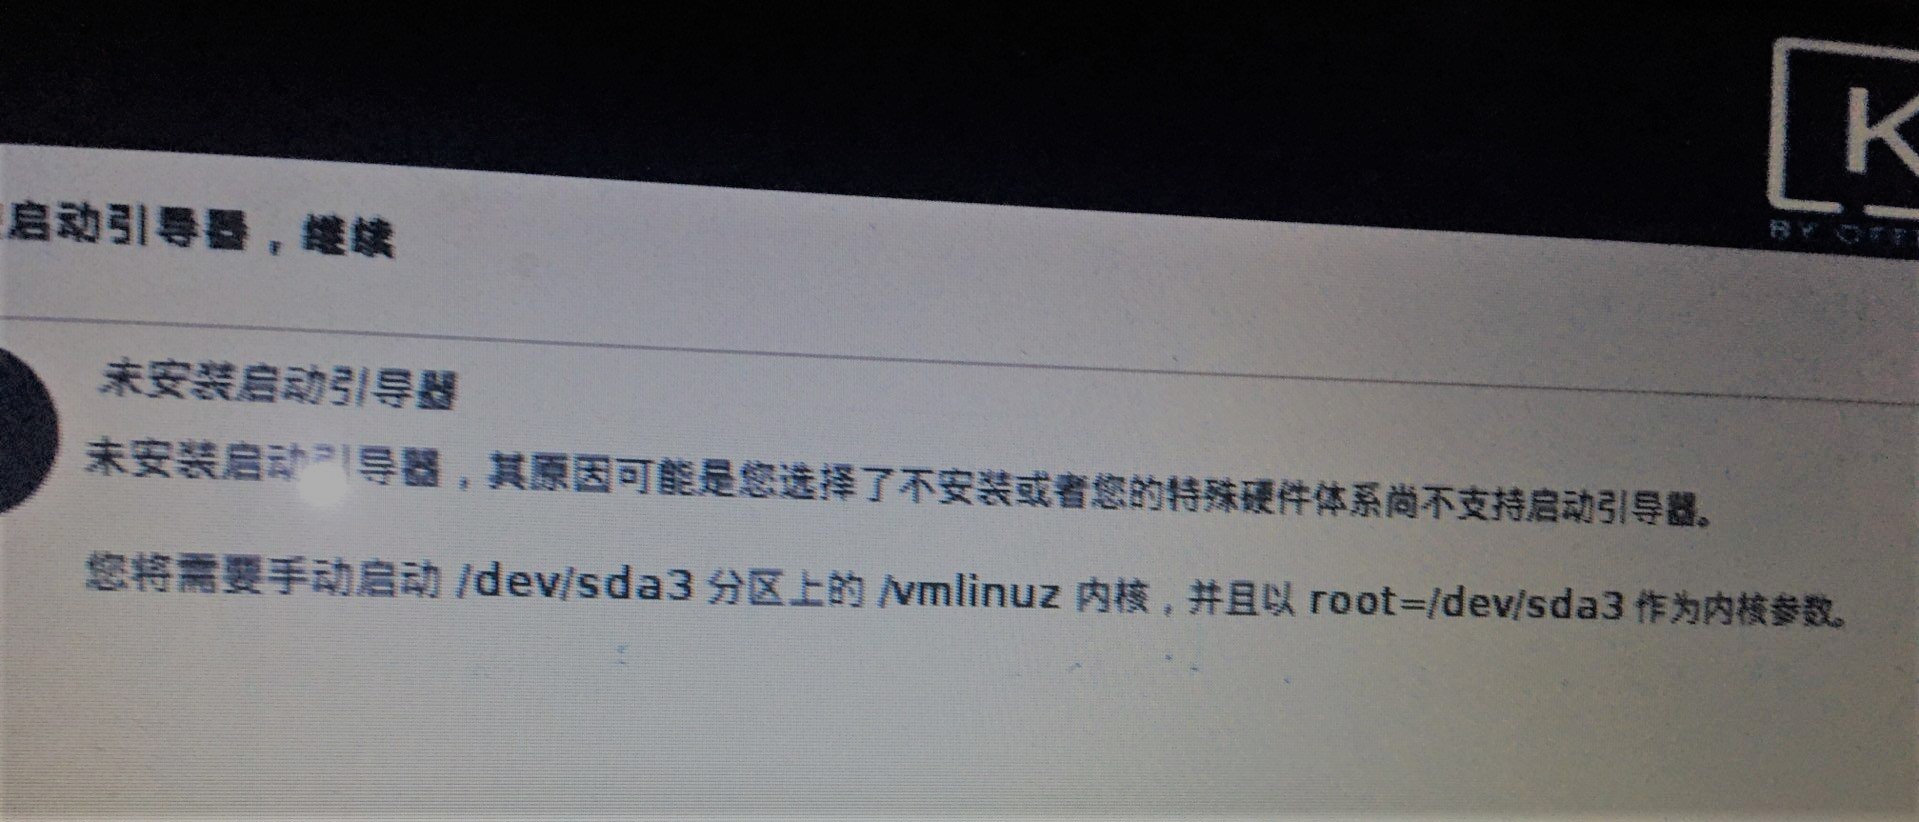 K
BY OFF
启动引导器，继续
未安装启动引导器
未安装启动引导器，其原因可能是您选择了不安装或者您的特殊硬件体系尚不支持启动引导器。
您将需要手动启动 /dev/sda3 分区上的 /vmlinuz 内核，并且以 root=/dev/sda3 作为内核参数。